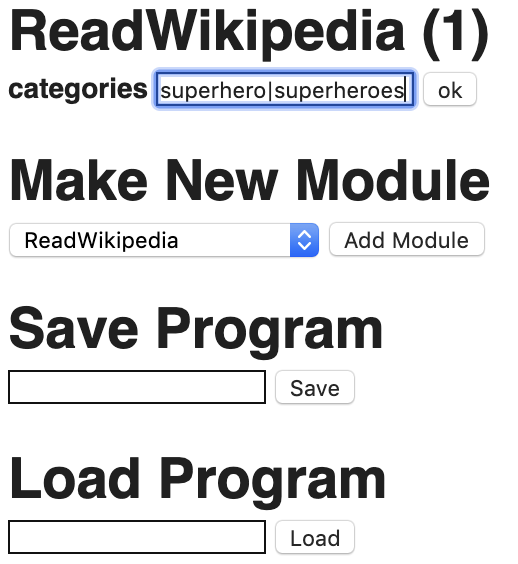 ReadWikipedia (1)
categories superhero|superheroes ok
Make New Module
ReadWikipedia Add Module
Save Program
Save
Load Program
Load